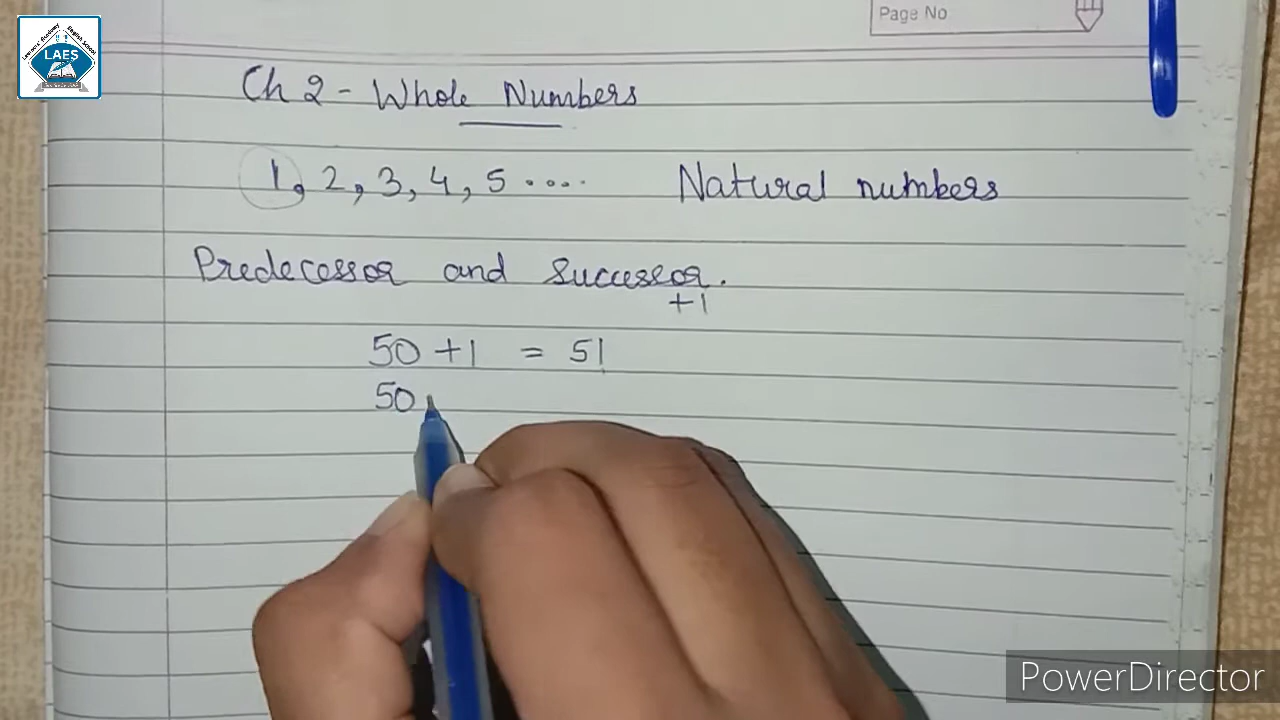 Page No
LAES
Ch 2 - Whole Numbers
1, 2, 3, 4, 5 ..... Natural numbers
Predecessor and successor.
+1
50 +1 = 51
50
PowerDirector